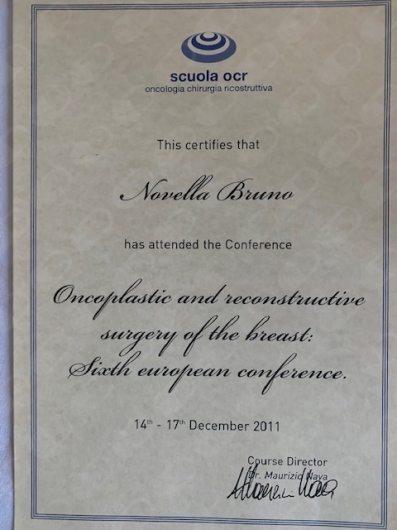 scuola ocr
oncologia chirurgia ricostruttiva
This certifies that
Novella Bruno
has attended the Conference
Oncoplastic and reconstructive
surgery of the breast:
Sixth european conference.
14th - 17th December 2011
Course Director
Dr. Maurizio Nava